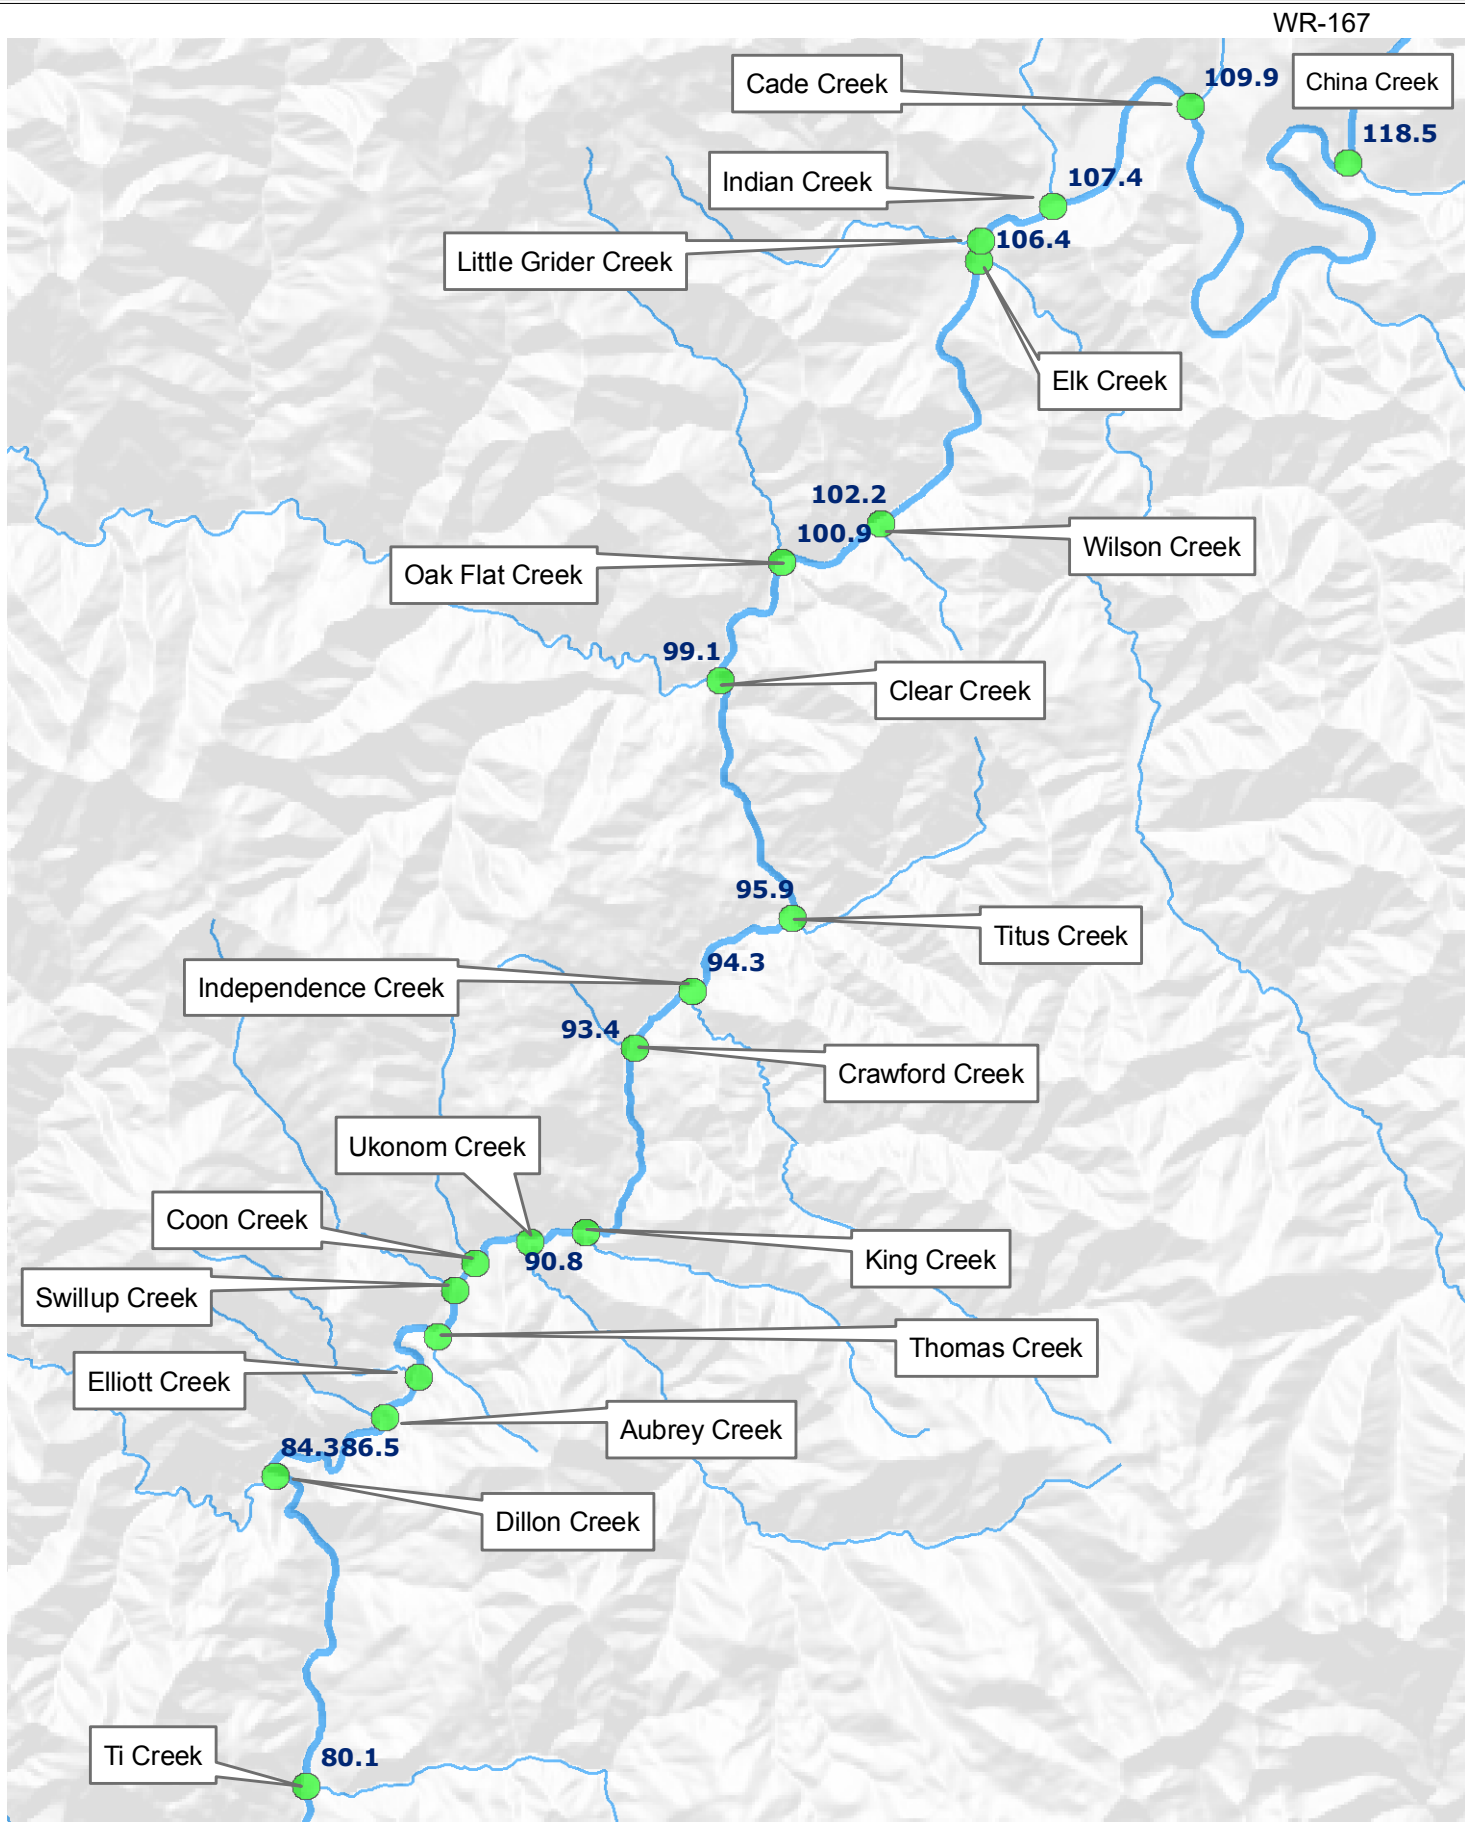 WR-167
Cade Creek
109.9
China Creek
118.5
Indian Creek
107.4
Little Grider Creek
106.4
Elk Creek
102.2
100.9
Wilson Creek
Oak Flat Creek
99.1
Clear Creek
95.9
Titus Creek
94.3
Independence Creek
93.4
Crawford Creek
Ukonom Creek
Coon Creek
90.8
King Creek
Swillup Creek
Thomas Creek
Elliott Creek
Aubrey Creek
84.386.5
Dillon Creek
Ti Creek
80.1